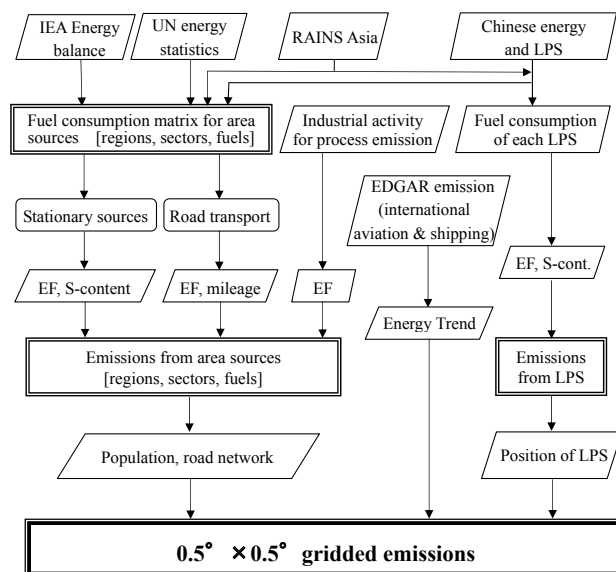 IEA Energy
balance
UN energy
statistics
RAINS Asia
Chinese energy
and LPS
Fuel consumption matrix for area
sources [regions, sectors, fuels]
Industrial activity
for process emission
Fuel consumption
of each LPS
Stationary sources
Road transport
EDGAR emission
(international
aviation & shipping)
EF, S-content
EF, mileage
EF
EF, S-cont.
Energy Trend
Emissions from area sources
[regions, sectors, fuels]
Emissions
from LPS
Population, road network
Position of LPS
0.5° ×0.5° gridded emissions